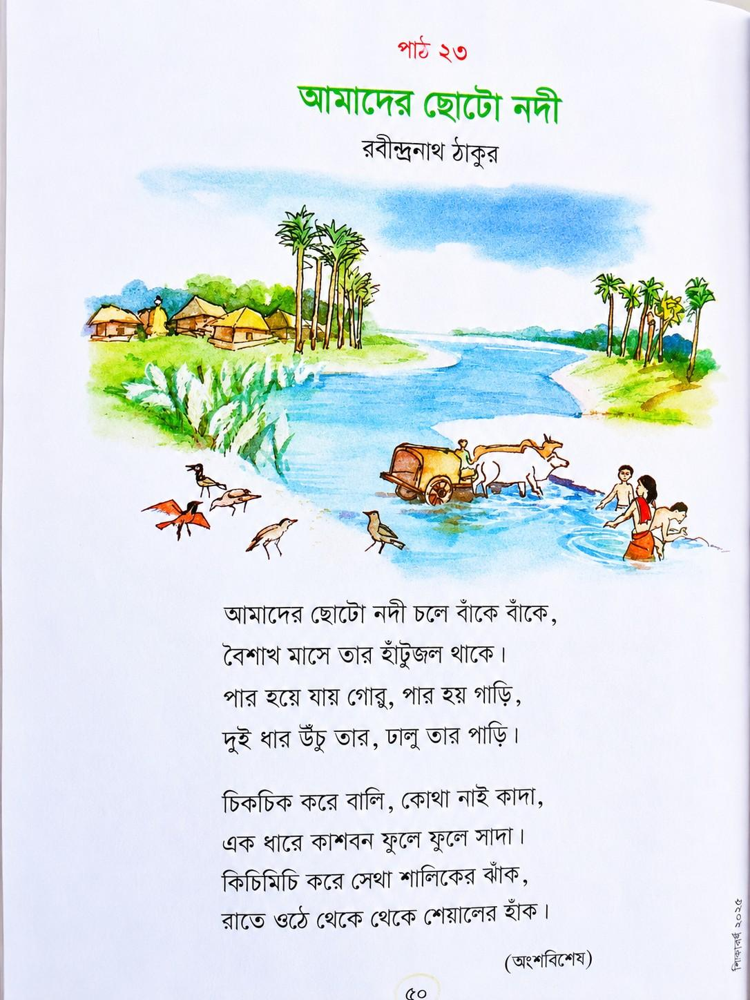 পাঠ ২৩
আমাদের ছোটো নদী
রবীন্দ্রনাথ ঠাকুর
আমাদের ছোটো নদী চলে বাঁকে বাঁকে,
বৈশাখ মাসে তার হাঁটুজল থাকে।
পার হয়ে যায় গোরু, পার হয় গাড়ি,
দুই ধার উঁচু তার, ঢালু তার পাড়ি।
চিকচিক করে বালি, কোথা নাই কাদা,
এক ধারে কাশবন ফুলে ফুলে সাদা।
কিচিমিচি করে সেথা শালিকের ঝাঁক,
রাতে ওঠে থেকে থেকে শেয়ালের হাঁক।
(অংশবিশেষ)
৫০
শিক্ষাবর্ষ ২০২৫